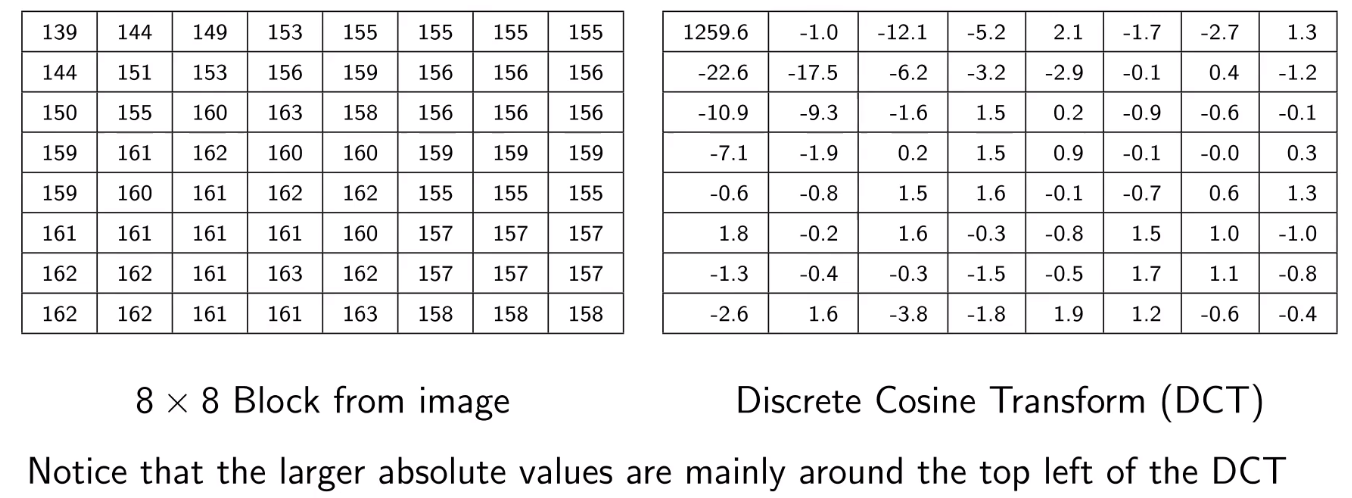 139 144 149 153 155 155 155 155 1259.6 -1.0 -12.1 -5.2 2.1 -1.7 -2.7 1.3
144 151 153 156 159 156 156 156 -22.6 -17.5 -6.2 -3.2 -2.9 -0.1 0.4 -1.2
150 155 160 163 158 156 156 156 -10.9 -9.3 -1.6 1.5 0.2 -0.9 -0.6 -0.1
159 161 162 160 160 159 159 159 -7.1 -1.9 0.2 1.5 0.9 -0.1 -0.0 0.3
159 160 161 162 162 155 155 155 -0.6 -0.8 1.5 1.6 -0.1 -0.7 0.6 1.3
161 161 161 161 160 157 157 157 1.8 -0.2 1.6 -0.3 -0.8 1.5 1.0 -1.0
162 162 161 163 162 157 157 157 -1.3 -0.4 -0.3 -1.5 -0.5 1.7 1.1 -0.8
162 162 161 161 163 158 158 158 -2.6 1.6 -3.8 -1.8 1.9 1.2 -0.6 -0.4
8 × 8 Block from image Discrete Cosine Transform (DCT)
Notice that the larger absolute values are mainly around the top left of the DCT